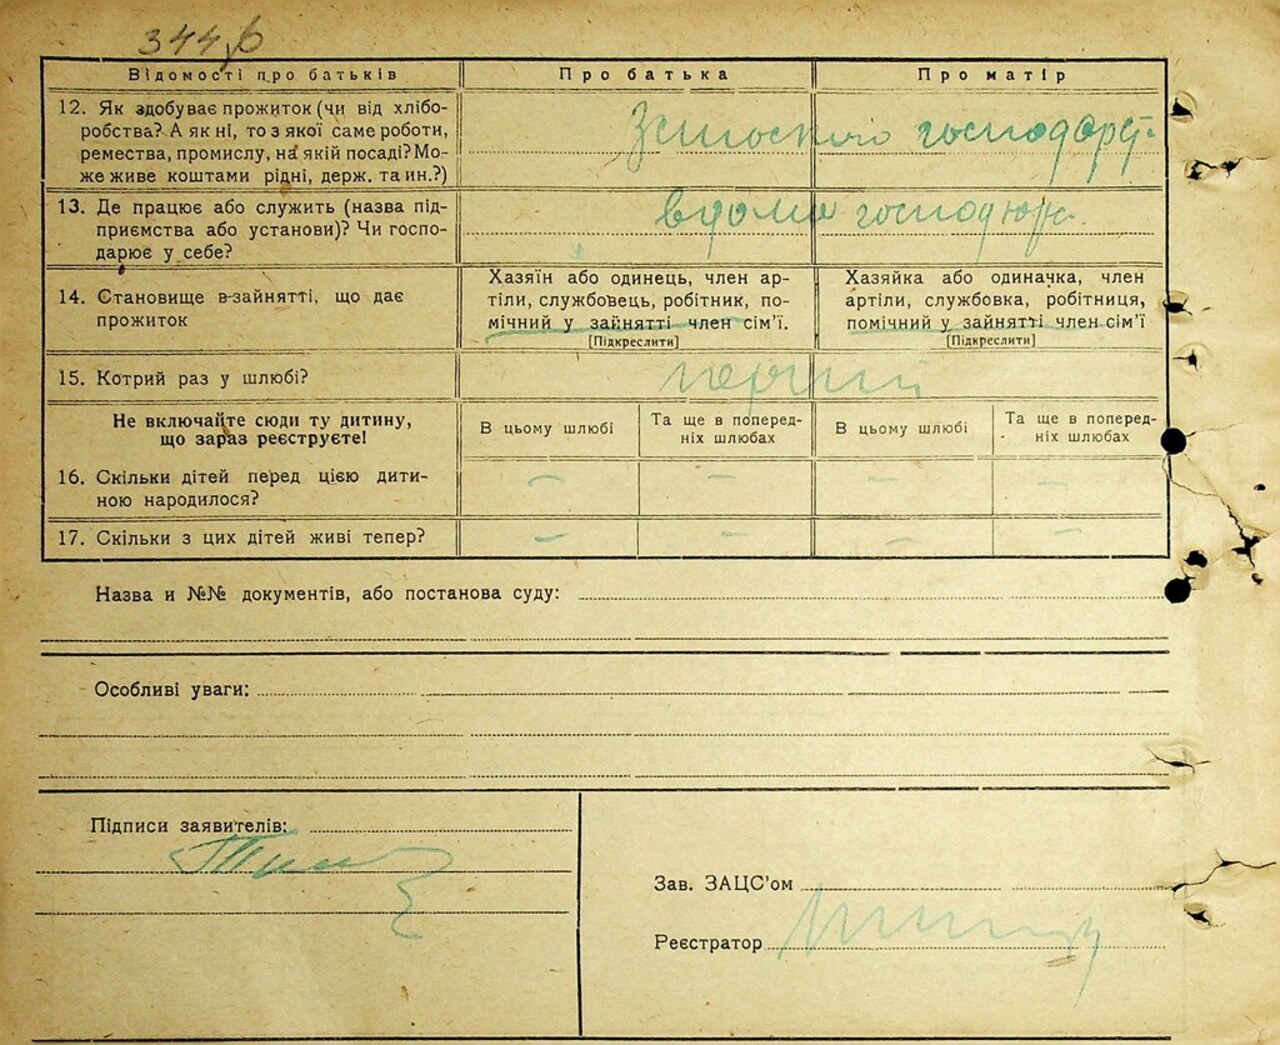 344
Відомості про батьків Про батька Про матір
12. Як здобуває прожиток (чи від хлібо-
робства? А як ні, то з якої саме роботи,
ремества, промислу, на якій посаді? Мо-
же живе коштами рідні, держ. та ин.?)
господарст.
13. Де працює або служить (назва під-
приємства або установи)? Чи госпо-
дарює у себе?
вдома господарює
14. Становище в зайнятті, що дає
прожиток
Хазяїн або одинець, член ар-
тілі, службовець, робітник, по-
мічний у зайнятті член сім'ї.
[Підкреслити]
Хазяйка або одиначка, член
артіли, службовка, робітниця,
помічний у зайнятті член сім'ї
[Підкреслити]
15. Котрий раз у шлюбі?
перший
Не включайте сюди ту дитину,
що зараз реєструєте!
В цьому шлюбі
Та ще в поперед-
ніх шлюбах
В цьому шлюбі
Та ще в поперед-
ніх шлюбах
16. Скільки дітей перед цією дити-
ною народилося?
– – – –
17. Скільки з цих дітей живі тепер?
– – – –
Назва и №№ документів, або постанова суду:
Особливі уваги:
Підписи заявителів:
Зав. ЗАЦС'ом
Реєстратор